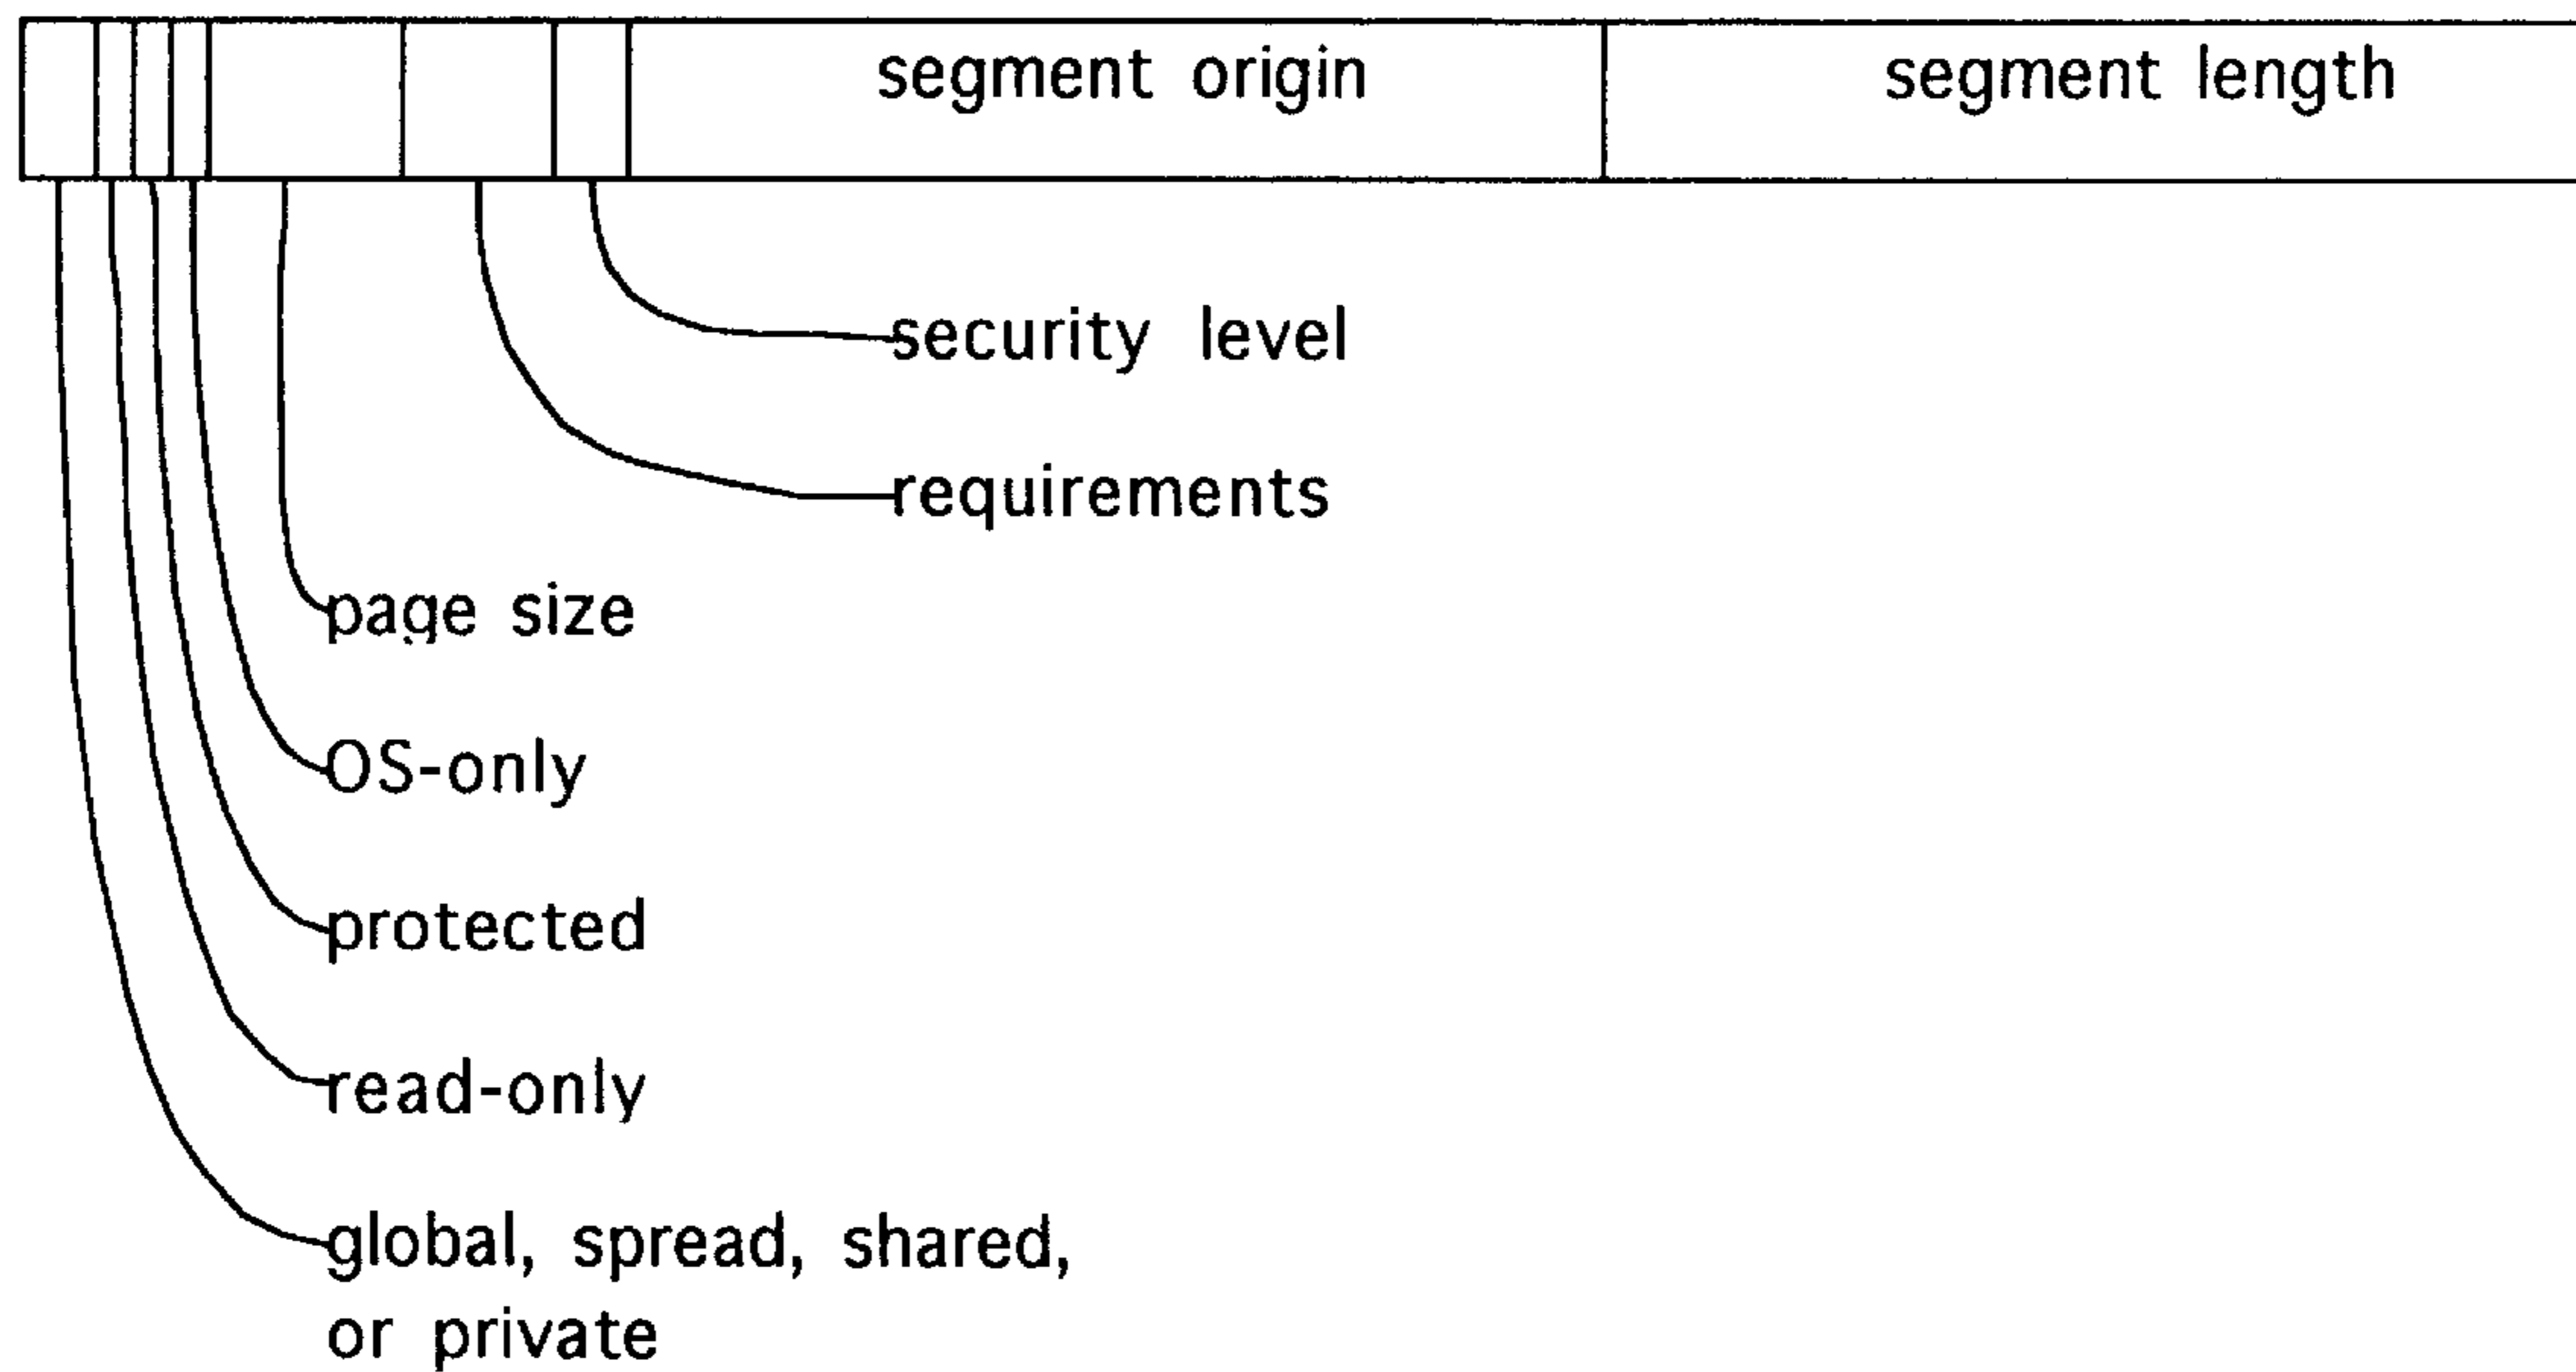 segment origin segment length
security level
requirements
page size
OS-only
protected
read-only
global, spread, shared,
or private